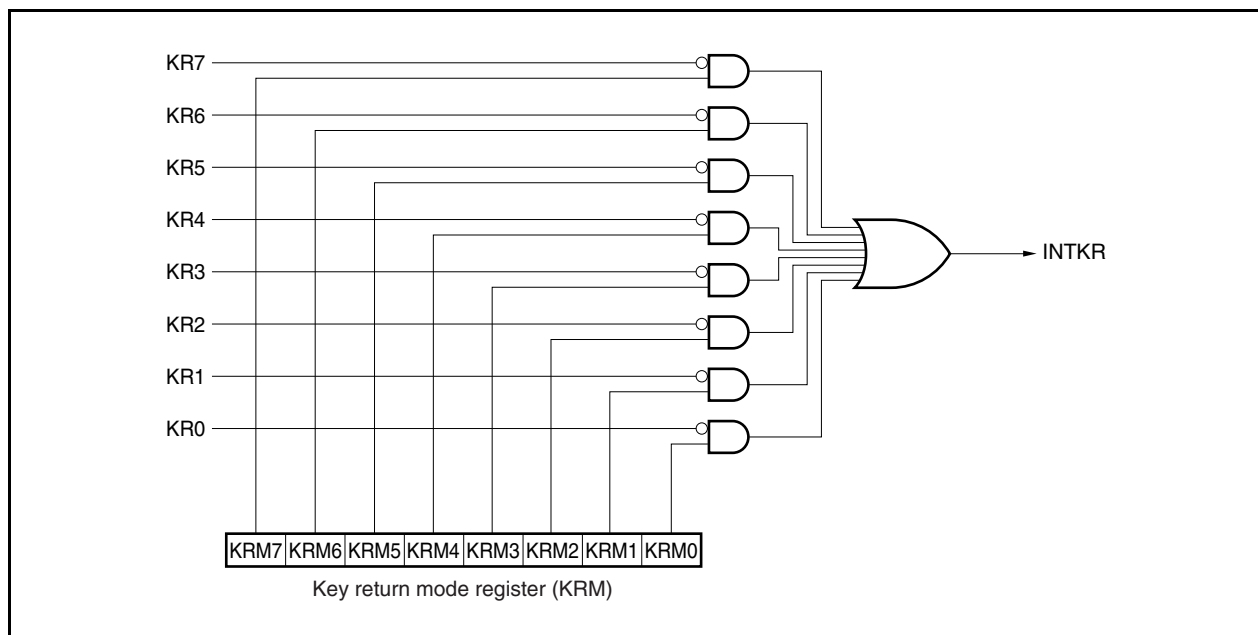 KR7
KR6
KR5
KR4
KR3
KR2
KR1
KR0
INTKR
KRM7 KRM6 KRM5 KRM4 KRM3 KRM2 KRM1 KRM0
Key return mode register (KRM)